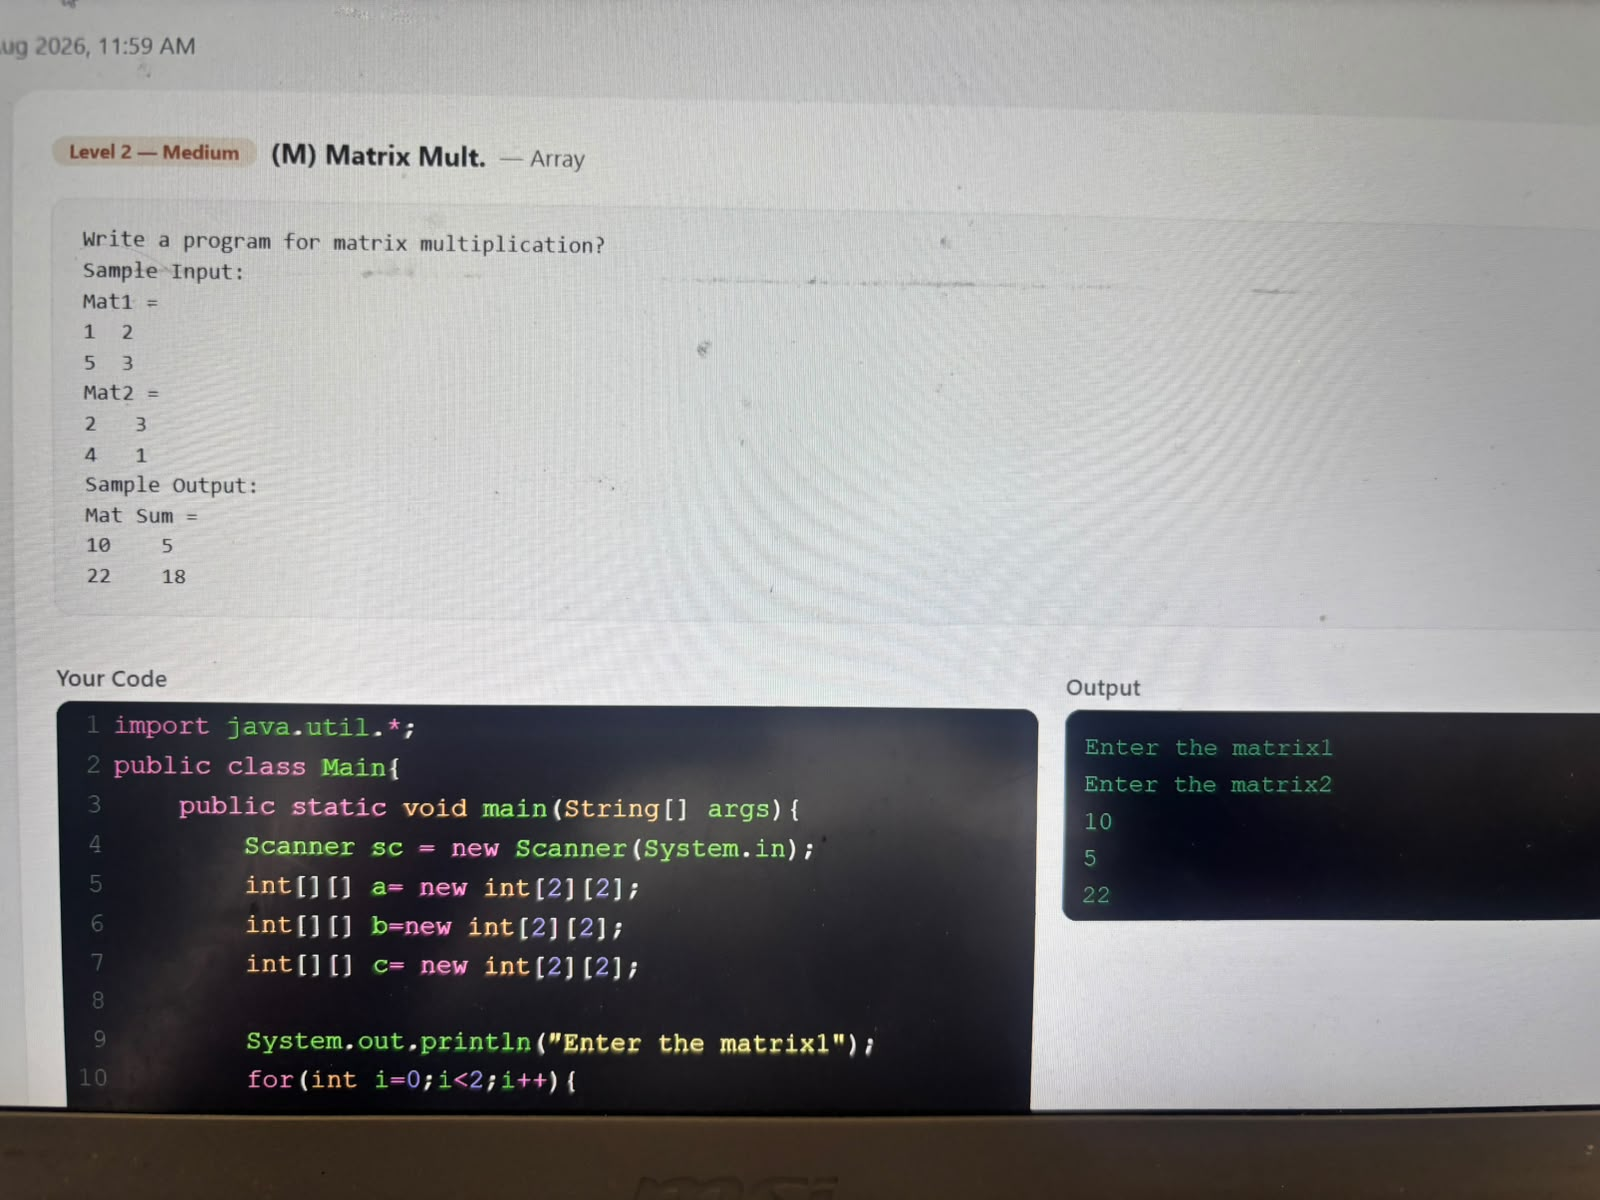 ug 2026, 11:59 AM
Level 2 — Medium (M) Matrix Mult. — Array
Write a program for matrix multiplication?
Sample Input:
Mat1 =
1 2
5 3
Mat2 =
2 3
4 1
Sample Output:
Mat Sum =
10 5
22 18
Your Code
1 import java.util.*;
2 public class Main{
3 public static void main(String[] args){
4 Scanner sc = new Scanner(System.in);
5 int[][] a= new int[2][2];
6 int[][] b=new int[2][2];
7 int[][] c= new int[2][2];
8
9 System.out.println("Enter the matrix1");
10 for(int i=0;i<2;i++){
Output
Enter the matrix1
Enter the matrix2
10
5
22
msi